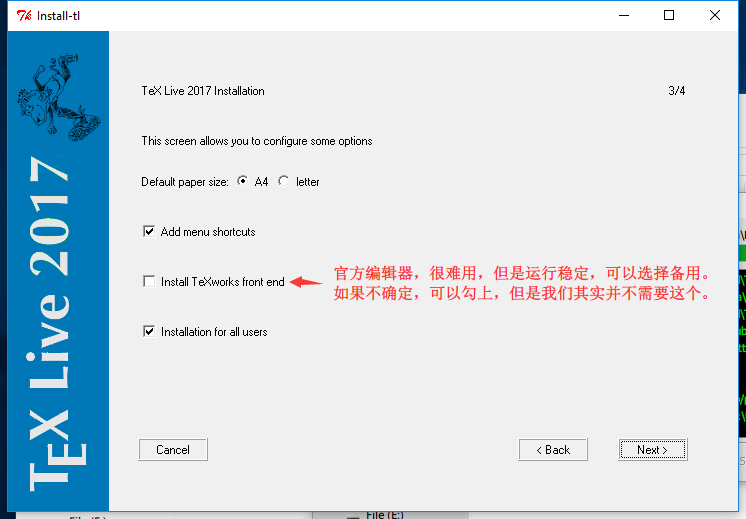 Install-tl
TeX Live 2017
TeX Live 2017 Installation
3/4
This screen allows you to configure some options
Default paper size: A4 letter
Add menu shortcuts
Install TeXworks front end
官方编辑器，很难用，但是运行稳定，可以选择备用。
如果不确定，可以勾上，但是我们其实并不需要这个。
Installation for all users
Cancel
< Back
Next >
File (E:)